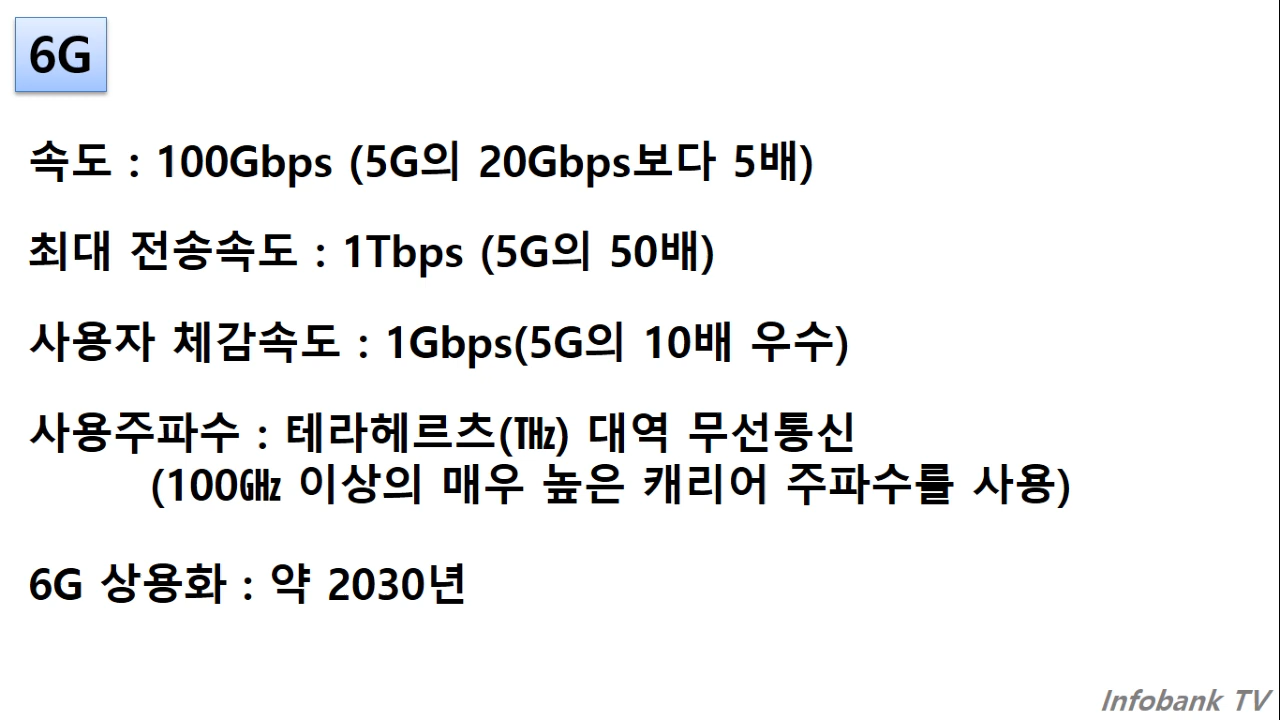 6G
속도 : 100Gbps (5G의 20Gbps보다 5배)
최대 전송속도 : 1Tbps (5G의 50배)
사용자 체감속도 : 1Gbps(5G의 10배 우수)
사용주파수 : 테라헤르츠(㎔) 대역 무선통신
(100㎓ 이상의 매우 높은 캐리어 주파수를 사용)
6G 상용화 : 약 2030년
Infobank TV